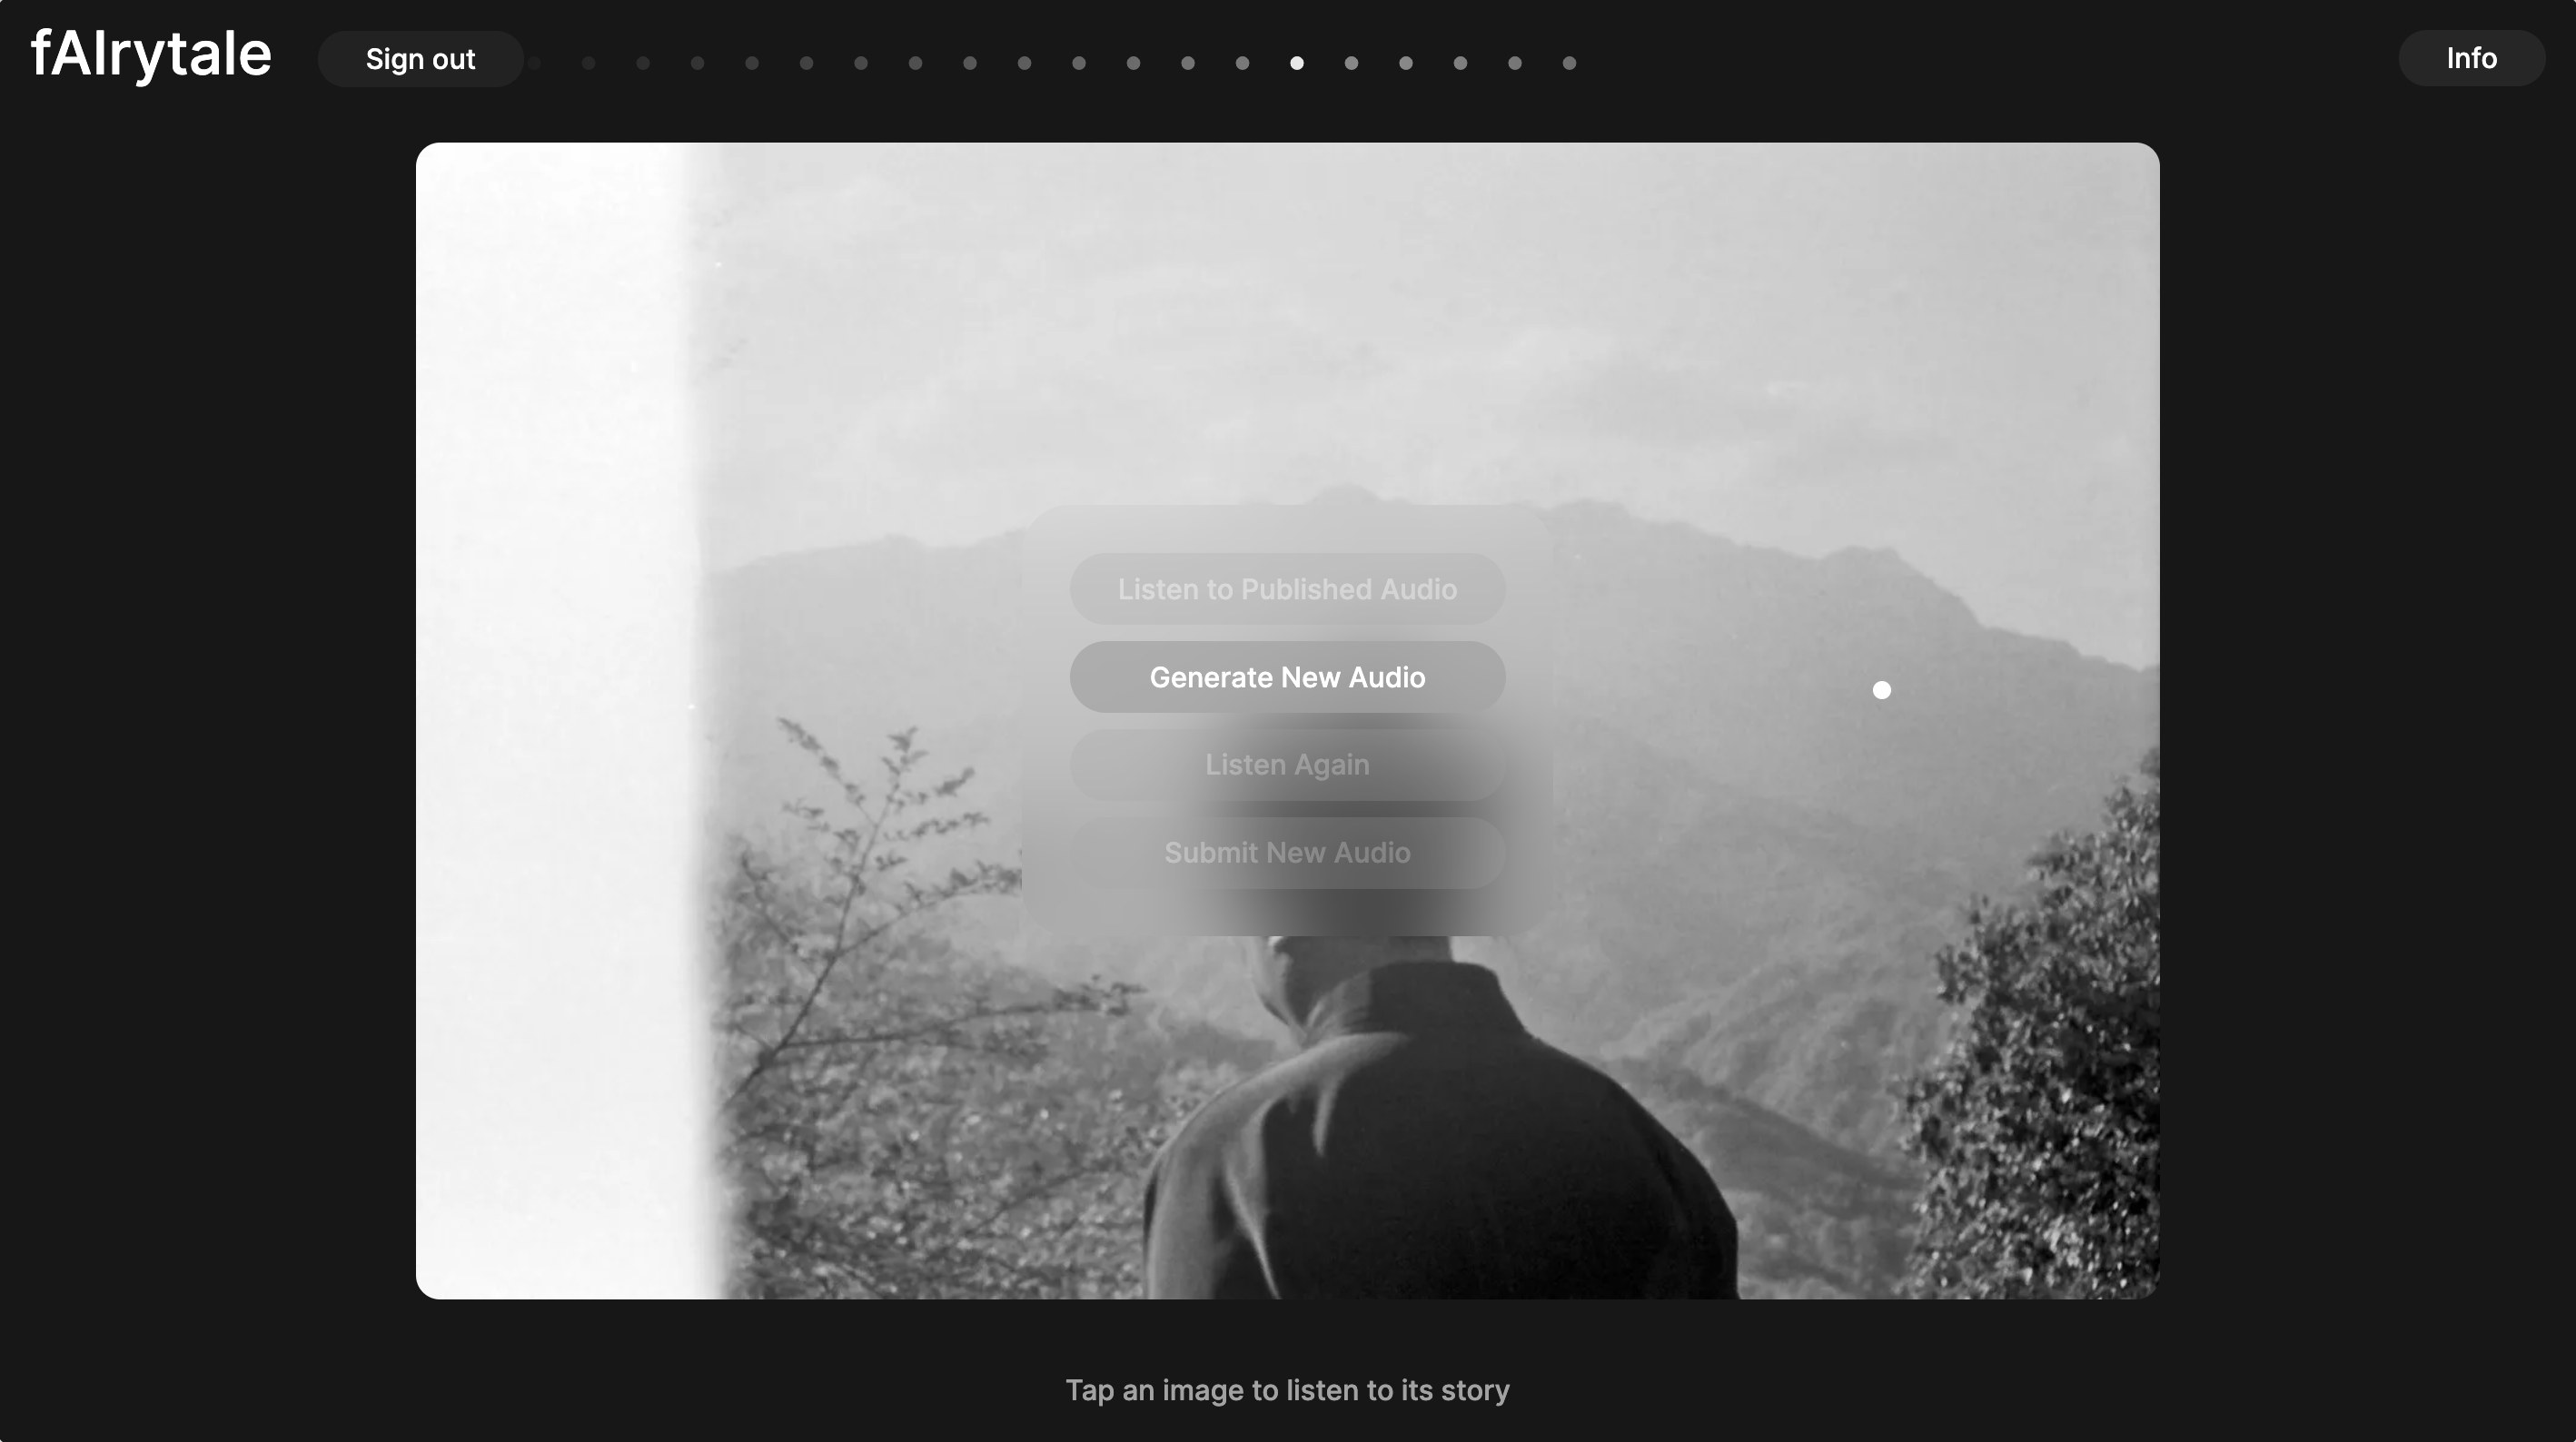 fAIrytale
Sign out
Info
Listen to Published Audio
Generate New Audio
Listen Again
Submit New Audio
Tap an image to listen to its story